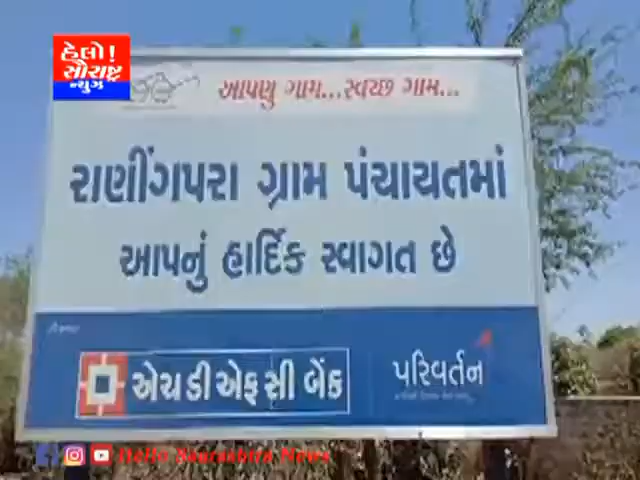 હેલો !
સૌરાષ્ટ્ર
ન્યુઝ
આપણુ ગામ...સ્વચ્છ ગામ...
રાણીંગપરા ગ્રામ પંચાયતમાં
આપનું હાર્દિક સ્વાગત છે
એચ ડી એફ સી બેંક
પરિવર્તન
Hello Saurashtra News